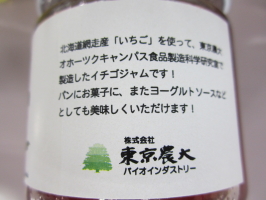 北海道網走産「いちご」を使って、東京農大
オホーツクキャンパス食品製造科学研究室で
製造したイチゴジャムです！
パンにお菓子に、またヨーグルトソースなど
としても美味しくいただけます！
株式会社
東京農大
バイオインダストリー